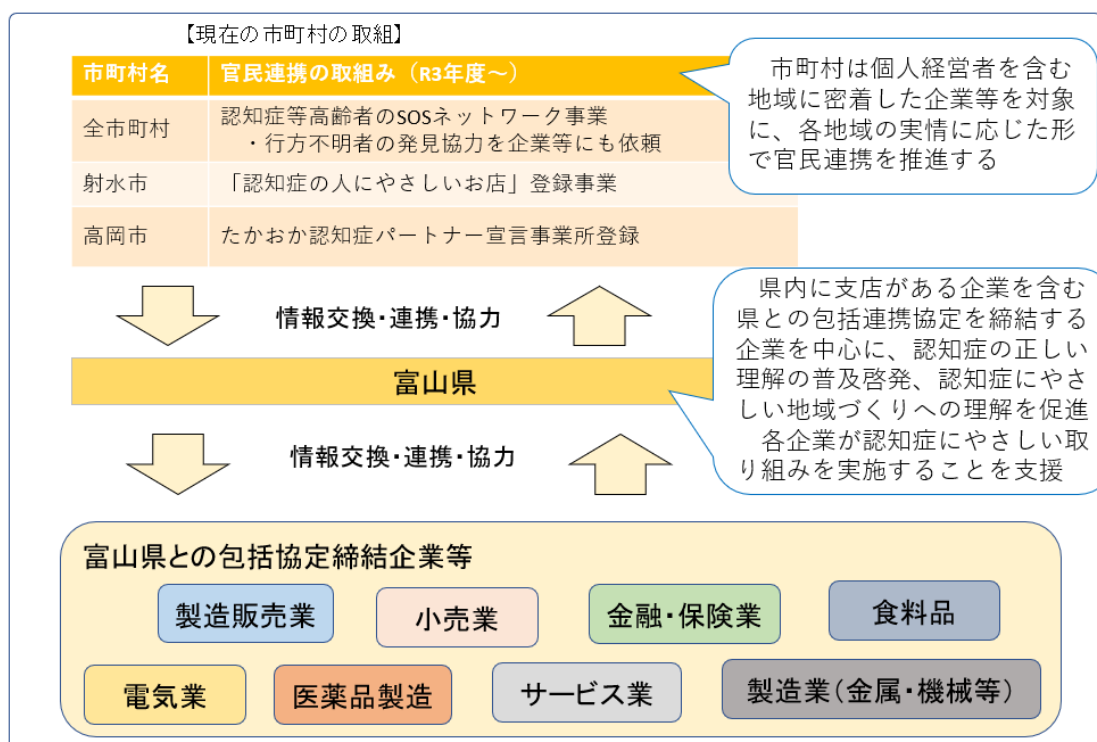 【現在の市町村の取組】
市町村名 官民連携の取組み（R3年度～）
全市町村 認知症等高齢者のSOSネットワーク事業
・行方不明者の発見協力を企業等にも依頼
射水市 「認知症の人にやさしいお店」登録事業
高岡市 たかおか認知症パートナー宣言事業所登録
市町村は個人経営者を含む
地域に密着した企業等を対象
に、各地域の実情に応じた形
で官民連携を推進する
情報交換・連携・協力
富山県
県内に支店がある企業を含む
県との包括連携協定を締結する
企業を中心に、認知症の正しい
理解の普及啓発、認知症にやさ
しい地域づくりへの理解を促進
各企業が認知症にやさしい取
り組みを実施することを支援
情報交換・連携・協力
富山県との包括協定締結企業等
製造販売業
小売業
金融・保険業
食料品
電気業
医薬品製造
サービス業
製造業（金属・機械等）